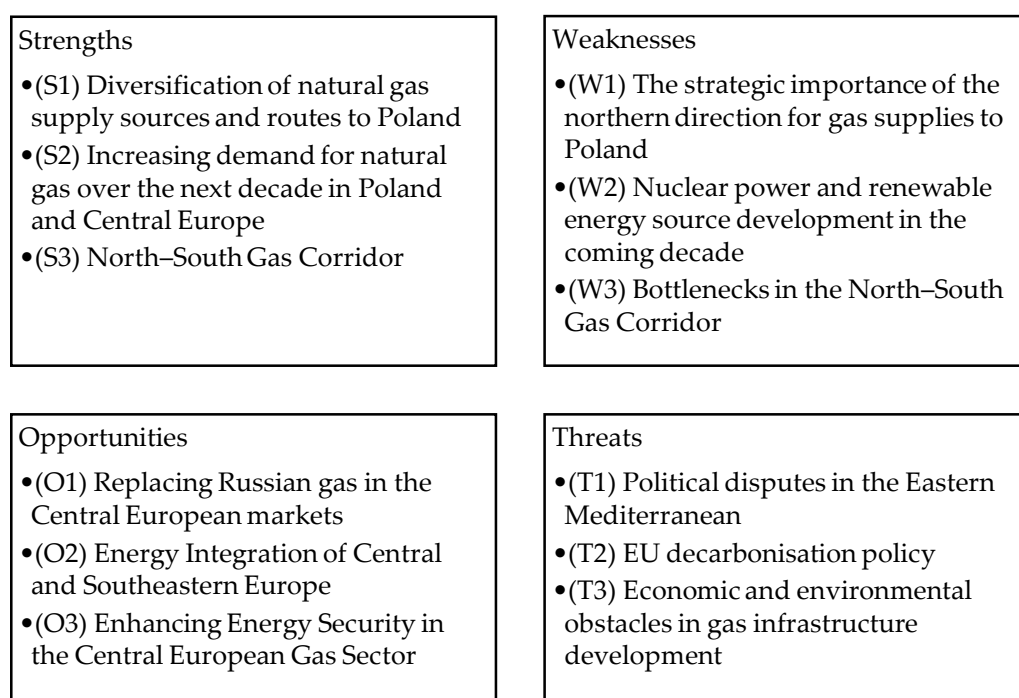 Strengths
•(S1) Diversification of natural gas
supply sources and routes to Poland
•(S2) Increasing demand for natural
gas over the next decade in Poland
and Central Europe
•(S3) North–South Gas Corridor
Weaknesses
•(W1) The strategic importance of the
northern direction for gas supplies to
Poland
•(W2) Nuclear power and renewable
energy source development in the
coming decade
•(W3) Bottlenecks in the North–South
Gas Corridor
Opportunities
•(O1) Replacing Russian gas in the
Central European markets
•(O2) Energy Integration of Central
and Southeastern Europe
•(O3) Enhancing Energy Security in
the Central European Gas Sector
Threats
•(T1) Political disputes in the Eastern
Mediterranean
•(T2) EU decarbonisation policy
•(T3) Economic and environmental
obstacles in gas infrastructure
development